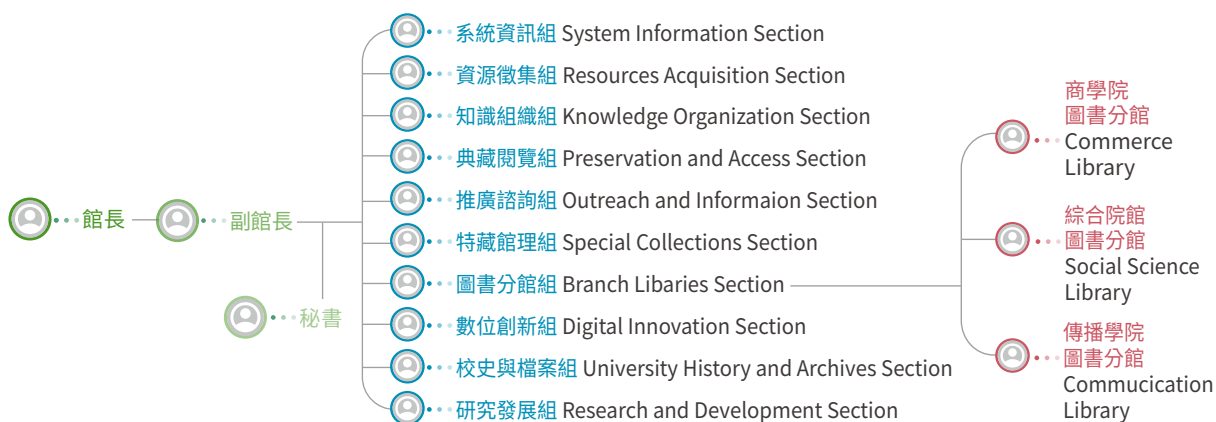 館長
副館長
秘書
系統資訊組 System Information Section
資源徵集組 Resources Acquisition Section
知識組織組 Knowledge Organization Section
典藏閱覽組 Preservation and Access Section
推廣諮詢組 Outreach and Informaion Section
特藏館理組 Special Collections Section
圖書分館組 Branch Libaries Section
數位創新組 Digital Innovation Section
校史與檔案組 University History and Archives Section
研究發展組 Research and Development Section
商學院
圖書分館
Commerce
Library
綜合院館
圖書分館
Social Science
Library
傳播學院
圖書分館
Commucication
Library